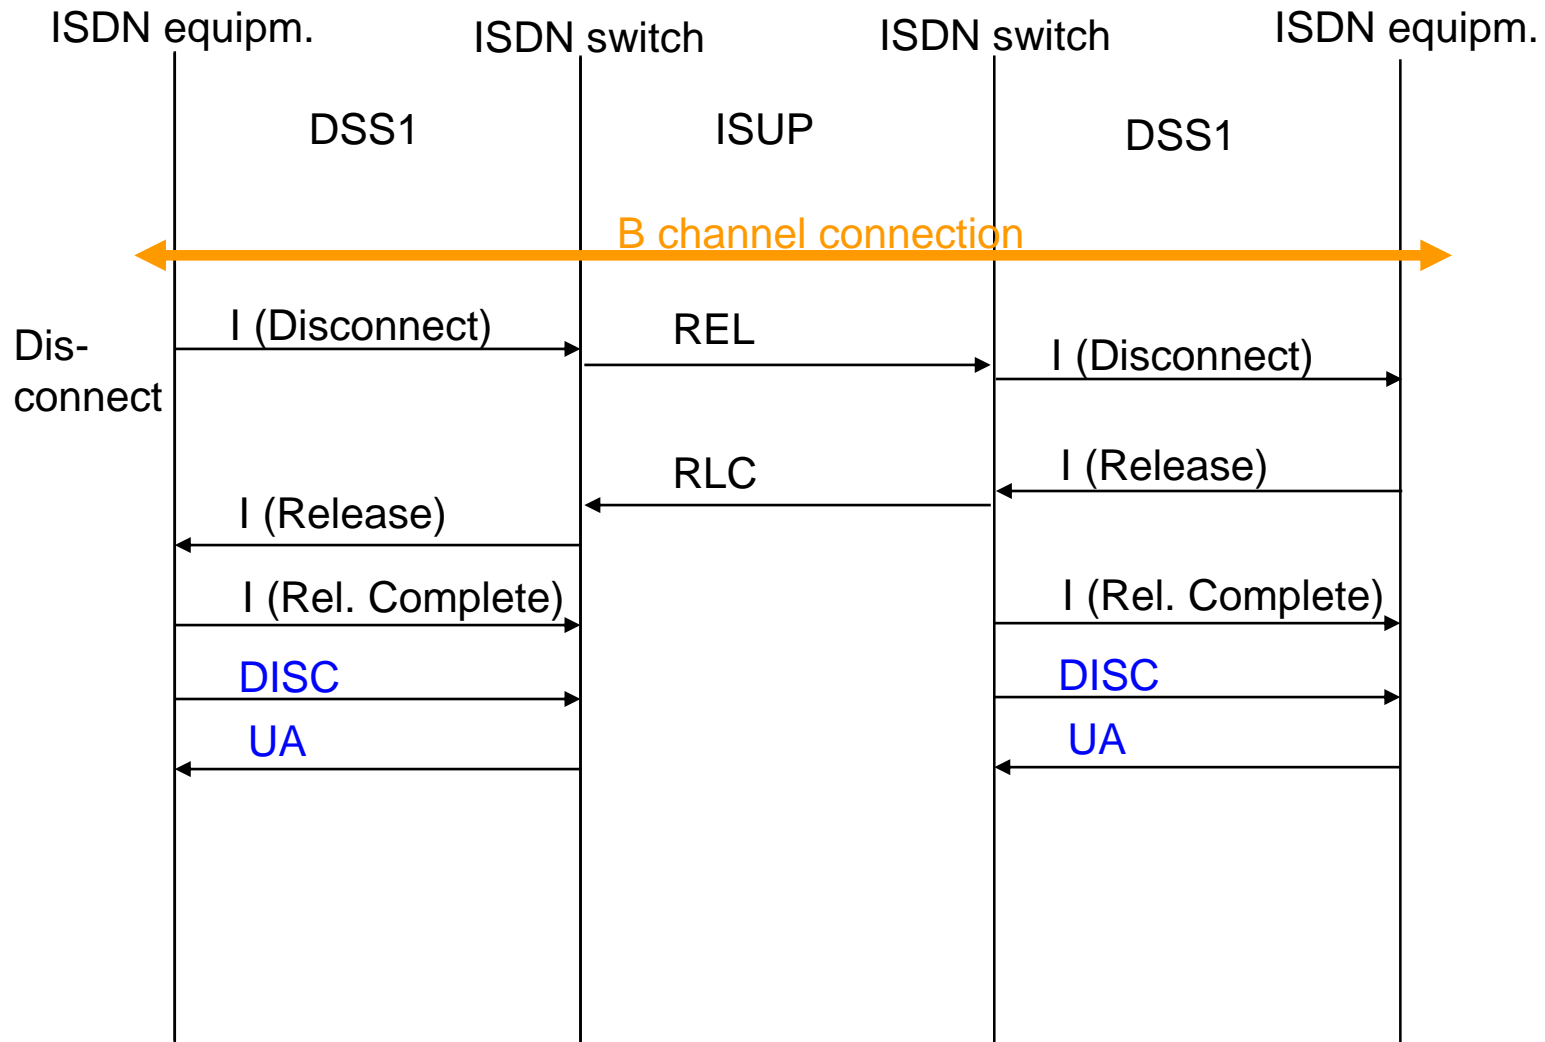 ISDN equipm.
ISDN switch
ISDN switch
ISDN equipm.
DSS1
ISUP
DSS1
B channel connection
Dis-
connect
I (Disconnect)
REL
I (Disconnect)
RLC
I (Release)
I (Release)
I (Rel. Complete)
I (Rel. Complete)
DISC
DISC
UA
UA